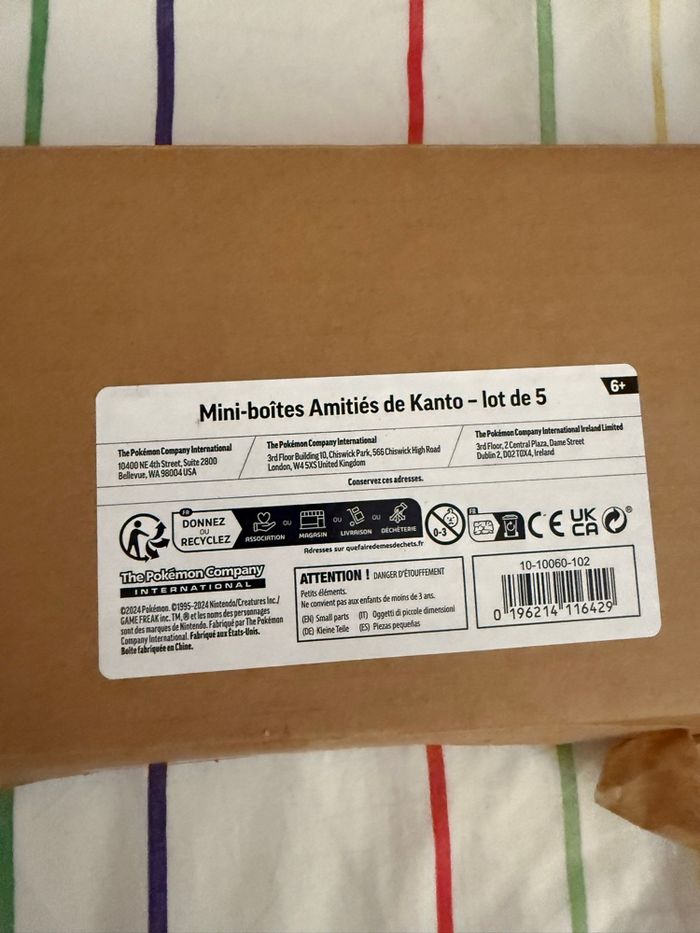 6+
Mini-boîtes Amitiés de Kanto – lot de 5
The Pokémon Company International
10400 NE 4th Street, Suite 2800
Bellevue, WA 98004 USA
The Pokémon Company International
3rd Floor Building 10, Chiswick Park, 566 Chiswick High Road
London, W4 5XS United Kingdom
The Pokémon Company International Ireland Limited
3rd Floor, 2 Central Plaza, Dame Street
Dublin 2, D02 T0X4, Ireland
Conservez ces adresses.
FR
DONNEZ
OU
RECYCLEZ
ASSOCIATION
OU
MAGASIN
OU
LIVRAISON
OU
DÉCHÈTERIE
Adresses sur quefairedemesdechets.fr
0-3
FR
CE
UK
CA
®
The Pokémon Company
INTERNATIONAL
©2024 Pokémon. ©1995-2024 Nintendo/Creatures Inc./
GAME FREAK inc. TM, ® et les noms des personnages
sont des marques de Nintendo. Fabriqué par The Pokémon
Company International. Fabriqué aux États-Unis.
Boîte fabriquée en Chine.
ATTENTION ! DANGER D'ÉTOUFFEMENT
Petits éléments.
Ne convient pas aux enfants de moins de 3 ans.
(EN) Small parts (IT) Oggetti di piccole dimensioni
(DE) Kleine Teile (ES) Piezas pequeñas
10-10060-102
0 196214 116429